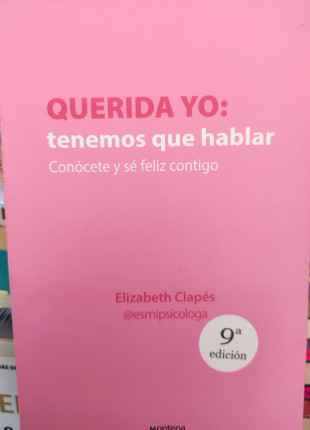 QUERIDA YO:
tenemos que hablar
Conócete y sé feliz contigo
Elizabeth Clapés
@esmipsicologa
9ª
edición
Montena